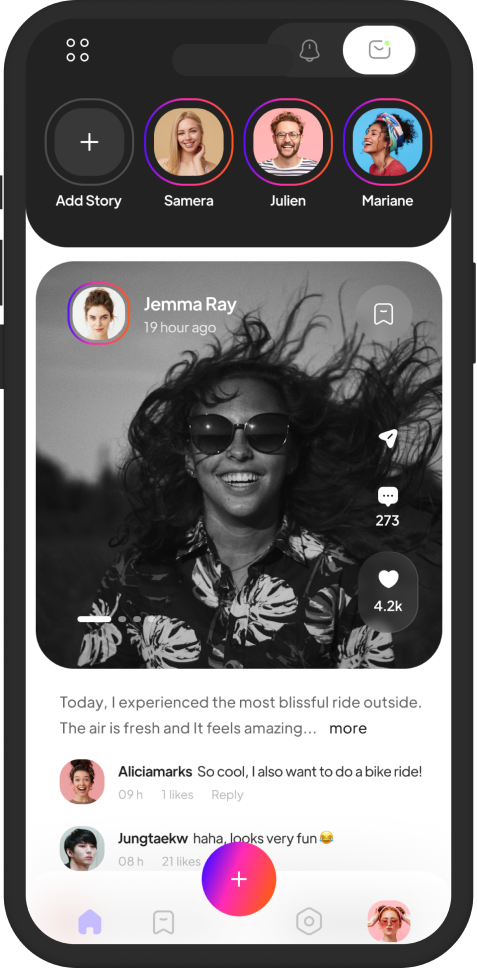 Add Story
Samera
Julien
Mariane
Jemma Ray
19 hour ago
273
4.2k
Today, I experienced the most blissful ride outside.
The air is fresh and It feels amazing... more
Aliciamarks So cool, I also want to do a bike ride!
09 h 1 likes Reply
Jungtaekw haha, looks very fun 😂
08 h 21 likes